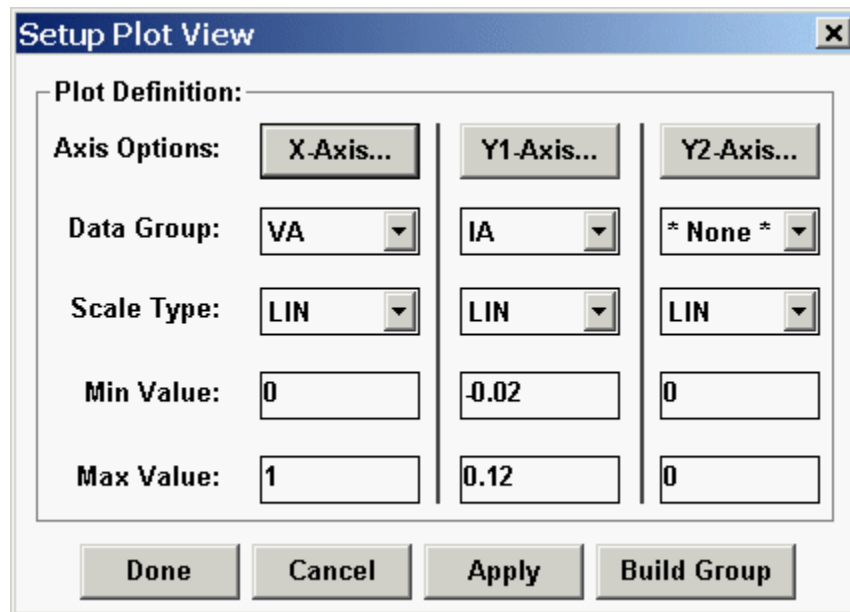 Setup Plot View
Plot Definition:
Axis Options: X-Axis... Y1-Axis... Y2-Axis...
Data Group: VA IA * None *
Scale Type: LIN LIN LIN
Min Value: 0 -0.02 0
Max Value: 1 0.12 0
Done Cancel Apply Build Group